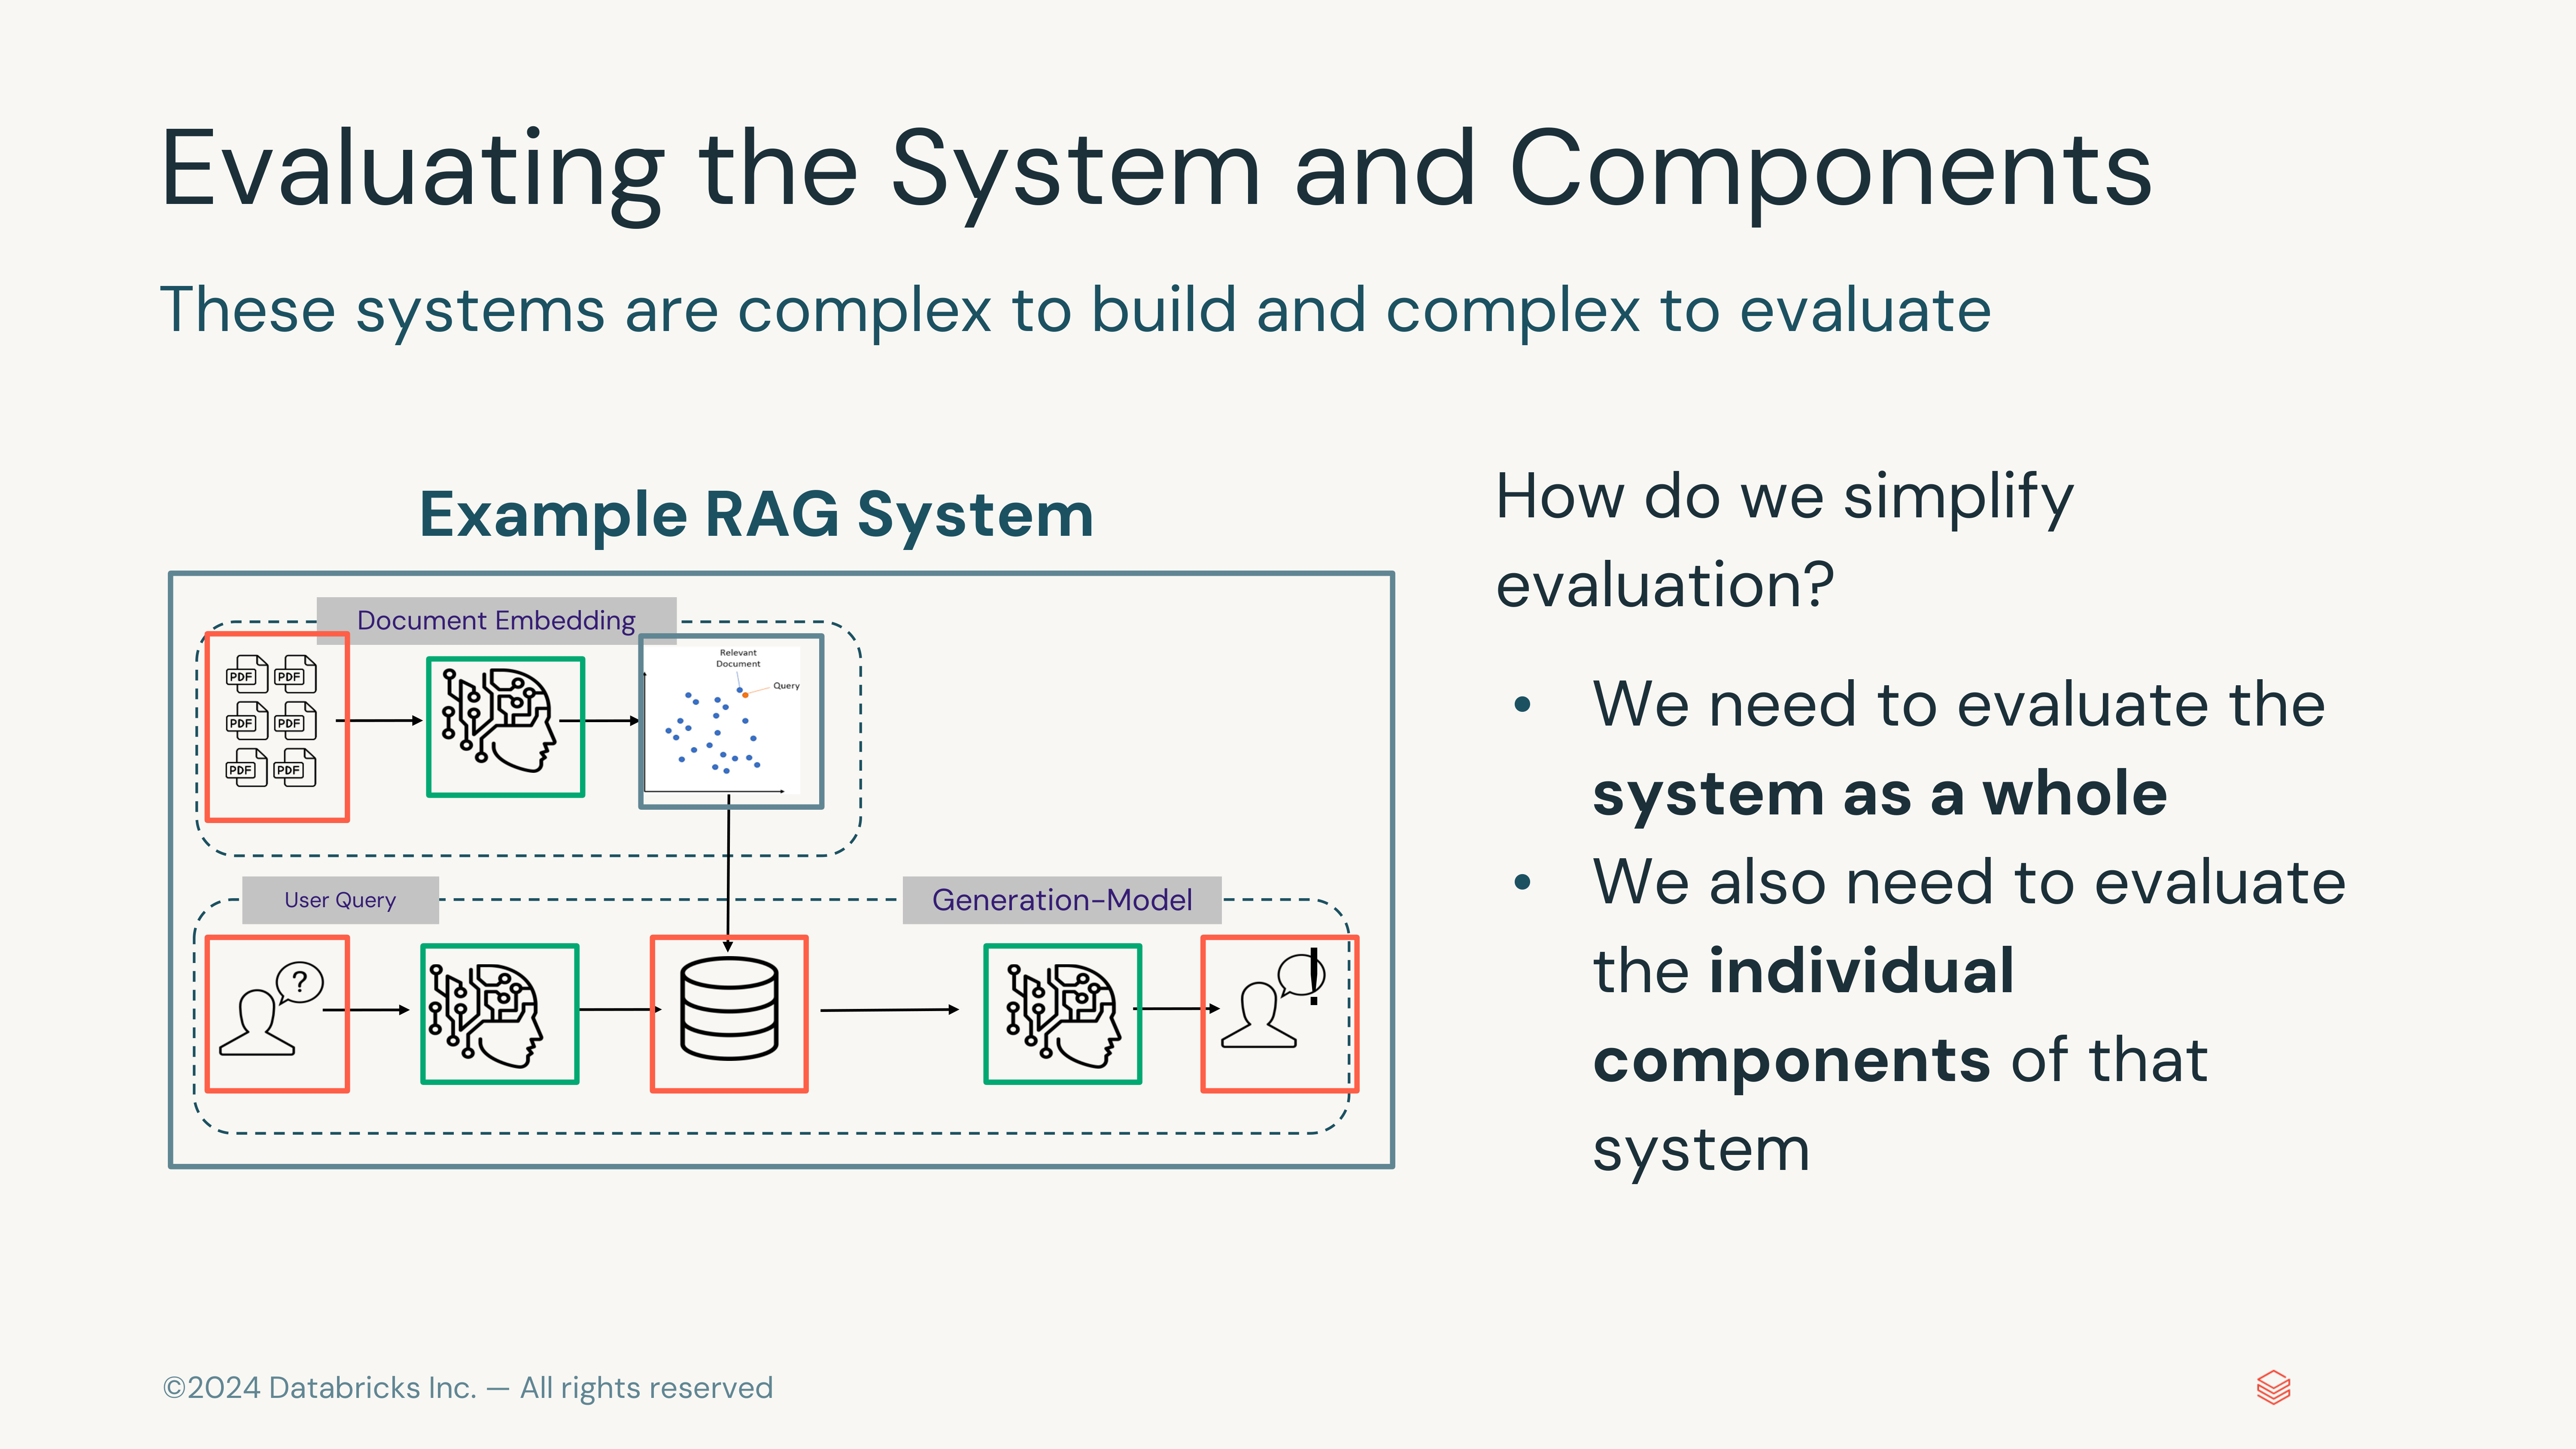 Evaluating the System and Components
These systems are complex to build and complex to evaluate
Example RAG System
Document Embedding
PDF PDF
PDF PDF
PDF PDF
Relevant
Document
Query
User Query
Generation-Model
?
!
How do we simplify
evaluation?
• We need to evaluate the
system as a whole
• We also need to evaluate
the individual
components of that
system
©2024 Databricks Inc. — All rights reserved